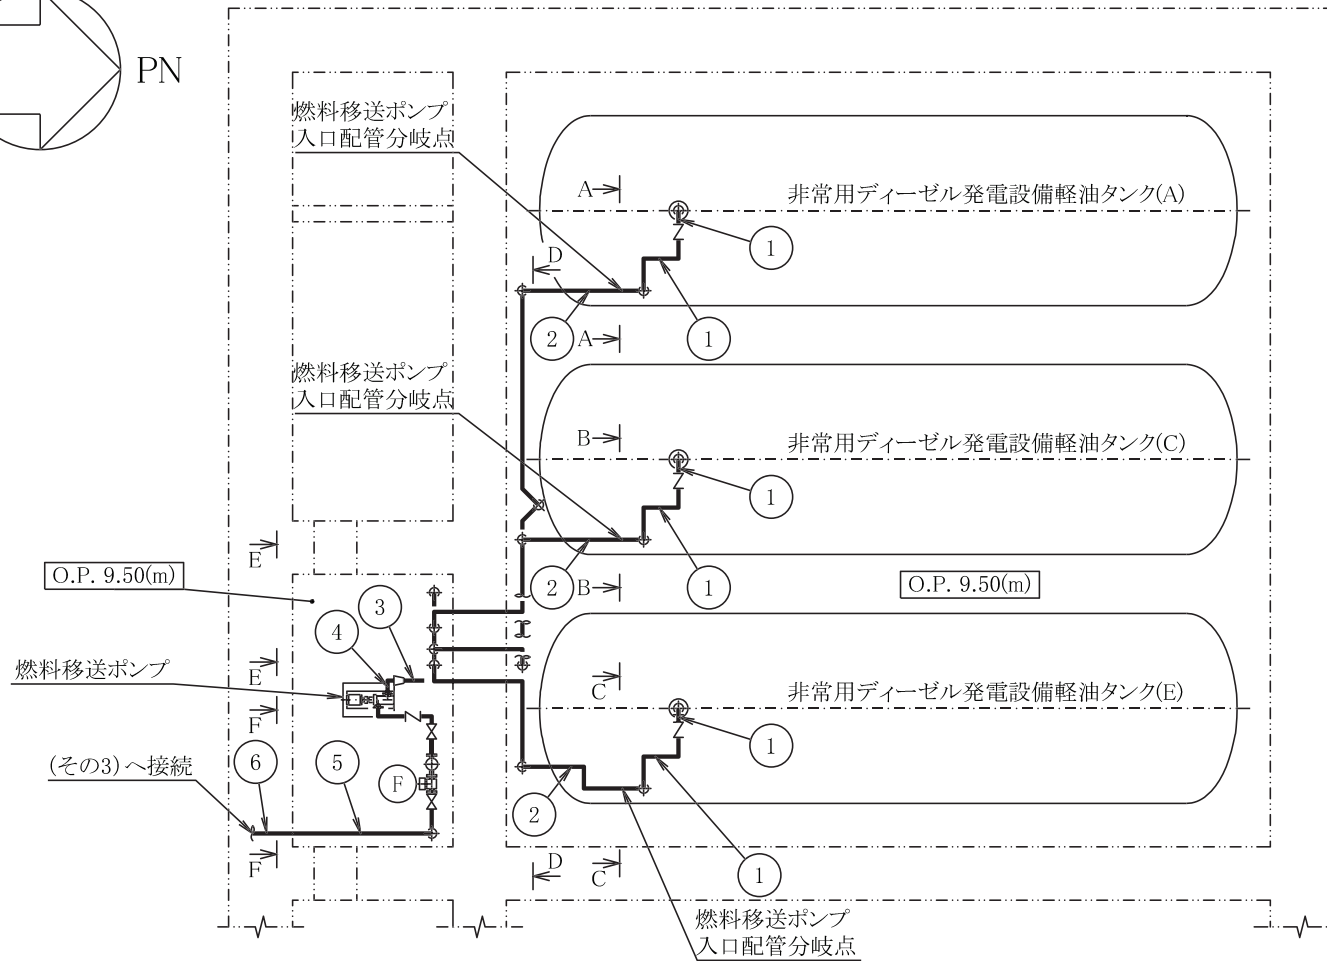 PN
燃料移送ポンプ
入口配管分岐点
A
非常用ディーゼル発電設備軽油タンク(A)
1
D
2
A
1
燃料移送ポンプ
入口配管分岐点
B
非常用ディーゼル発電設備軽油タンク(C)
1
E
O.P. 9.50(m)
2
B
1
O.P. 9.50(m)
3
4
燃料移送ポンプ
E
C
非常用ディーゼル発電設備軽油タンク(E)
F
1
(その3)へ接続
6
5
F
2
F
D
C
1
燃料移送ポンプ
入口配管分岐点